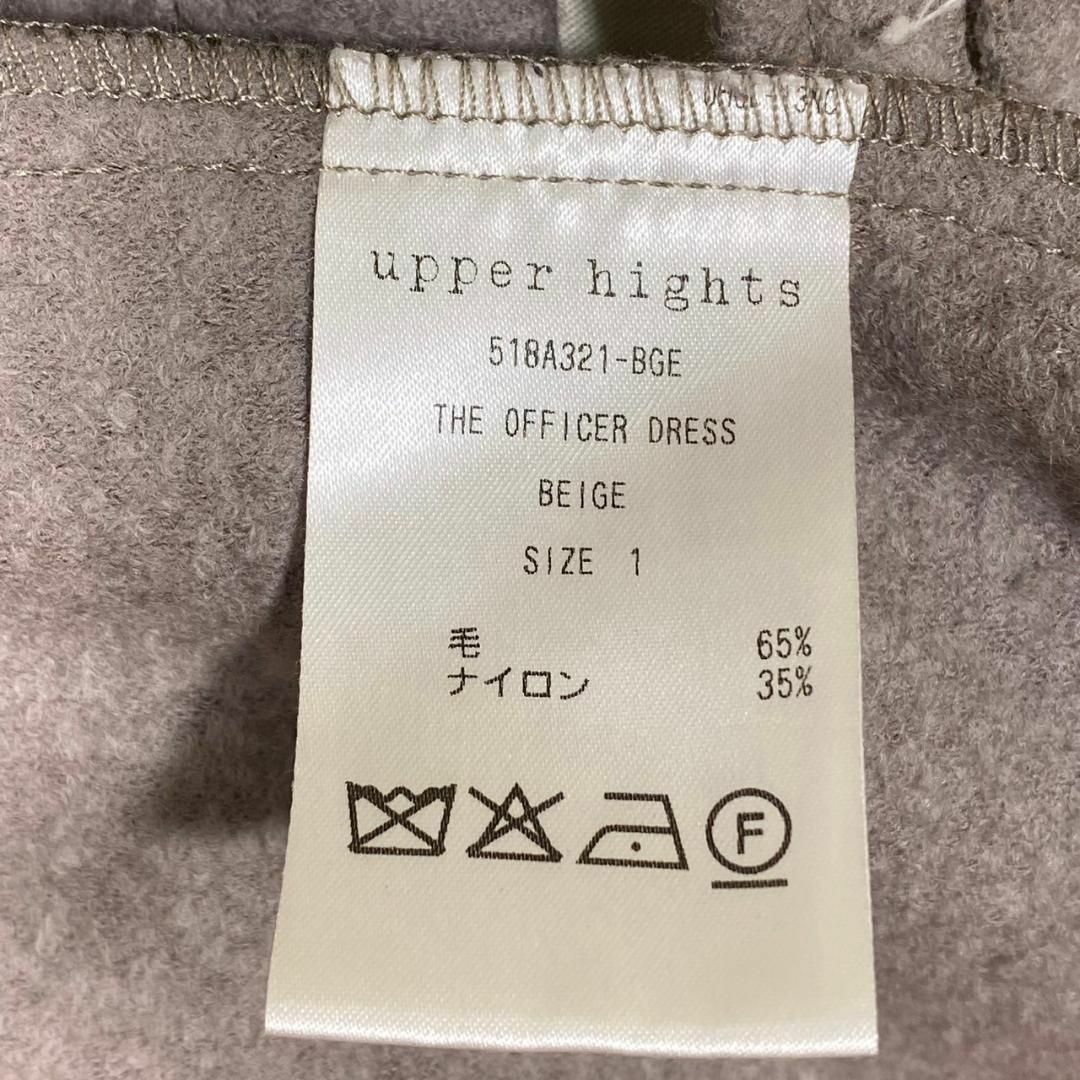 upper hights
518A321-BGE
THE OFFICER DRESS
BEIGE
SIZE 1
毛 65%
ナイロン 35%
F